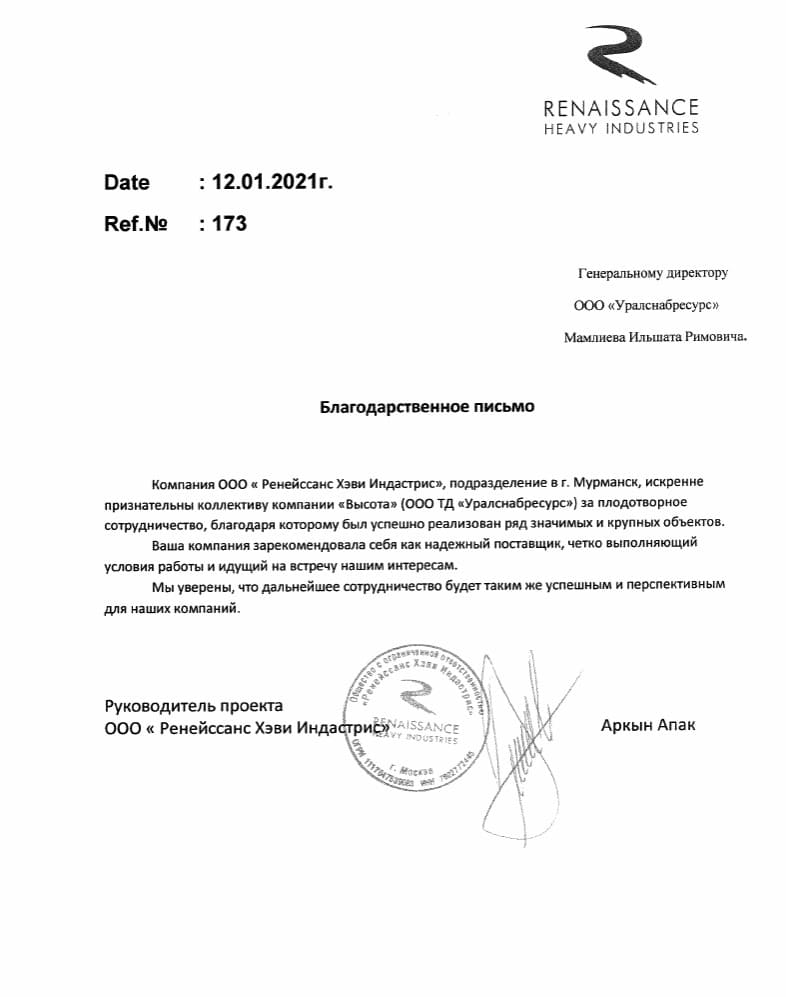 RENAISSANCE
HEAVY INDUSTRIES
Date : 12.01.2021г.
Ref.№ : 173
Генеральному директору
ООО «Уралснабресурс»
Мамлиева Ильшата Римовича.
Благодарственное письмо
Компания ООО « Ренейссанс Хэви Индастрис», подразделение в г. Мурманск, искренне
признательны коллективу компании «Высота» (ООО ТД «Уралснабресурс») за плодотворное
сотрудничество, благодаря которому был успешно реализован ряд значимых и крупных объектов.
Ваша компания зарекомендовала себя как надежный поставщик, четко выполняющий
условия работы и идущий на встречу нашим интересам.
Мы уверены, что дальнейшее сотрудничество будет таким же успешным и перспективным
для наших компаний.
Руководитель проекта
ООО « Ренейссанс Хэви Индастрис»
Аркын Апак
Общество с ограниченной ответственностью
«Ренейссанс Хэви Индастрис»
RENAISSANCE
HEAVY INDUSTRIES
г. Москва
ОГРН ИНН